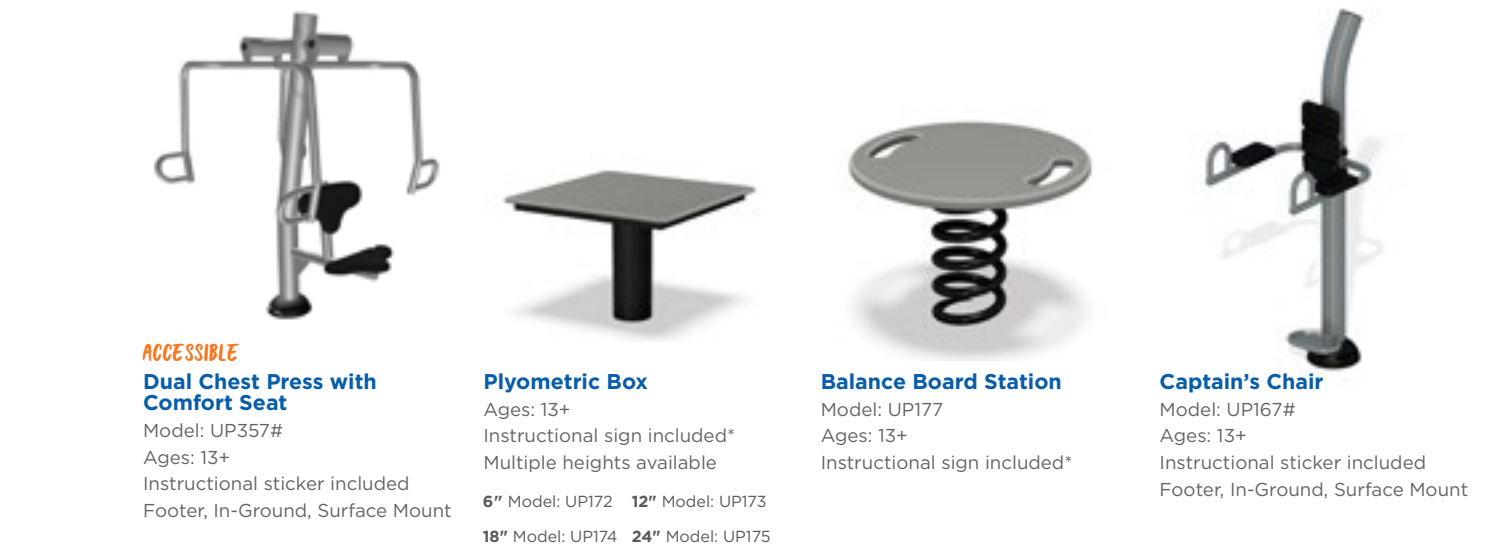 ACCESSIBLE
Dual Chest Press with
Comfort Seat
Model: UP357#
Ages: 13+
Instructional sticker included
Footer, In-Ground, Surface Mount
Plyometric Box
Ages: 13+
Instructional sign included*
Multiple heights available
6" Model: UP172 12" Model: UP173
18" Model: UP174 24" Model: UP175
Balance Board Station
Model: UP177
Ages: 13+
Instructional sign included*
Captain's Chair
Model: UP167#
Ages: 13+
Instructional sticker included
Footer, In-Ground, Surface Mount